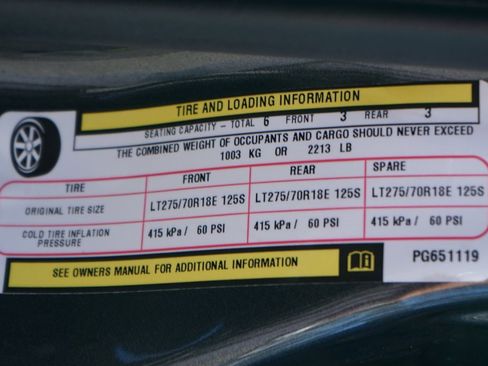 TIRE AND LOADING INFORMATION
SEATING CAPACITY - TOTAL 6 FRONT 3 REAR 3
THE COMBINED WEIGHT OF OCCUPANTS AND CARGO SHOULD NEVER EXCEED
1003 KG OR 2213 LB
TIRE FRONT REAR SPARE
ORIGINAL TIRE SIZE LT275/70R18E 125S LT275/70R18E 125S LT275/70R18E 125S
COLD TIRE INFLATION PRESSURE 415 kPa / 60 PSI 415 kPa / 60 PSI 415 kPa / 60 PSI
SEE OWNERS MANUAL FOR ADDITIONAL INFORMATION PG651119